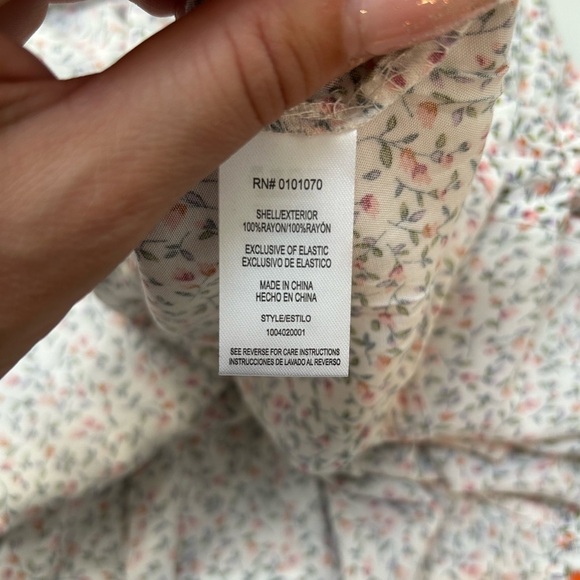 RN# 0101070
SHELL/EXTERIOR
100%RAYON/100%RAYÓN
EXCLUSIVE OF ELASTIC
EXCLUSIVO DE ELASTICO
MADE IN CHINA
HECHO EN CHINA
STYLE/ESTILO
1004020001
SEE REVERSE FOR CARE INSTRUCTIONS
INSTRUCCIONES DE LAVADO AL REVERSO